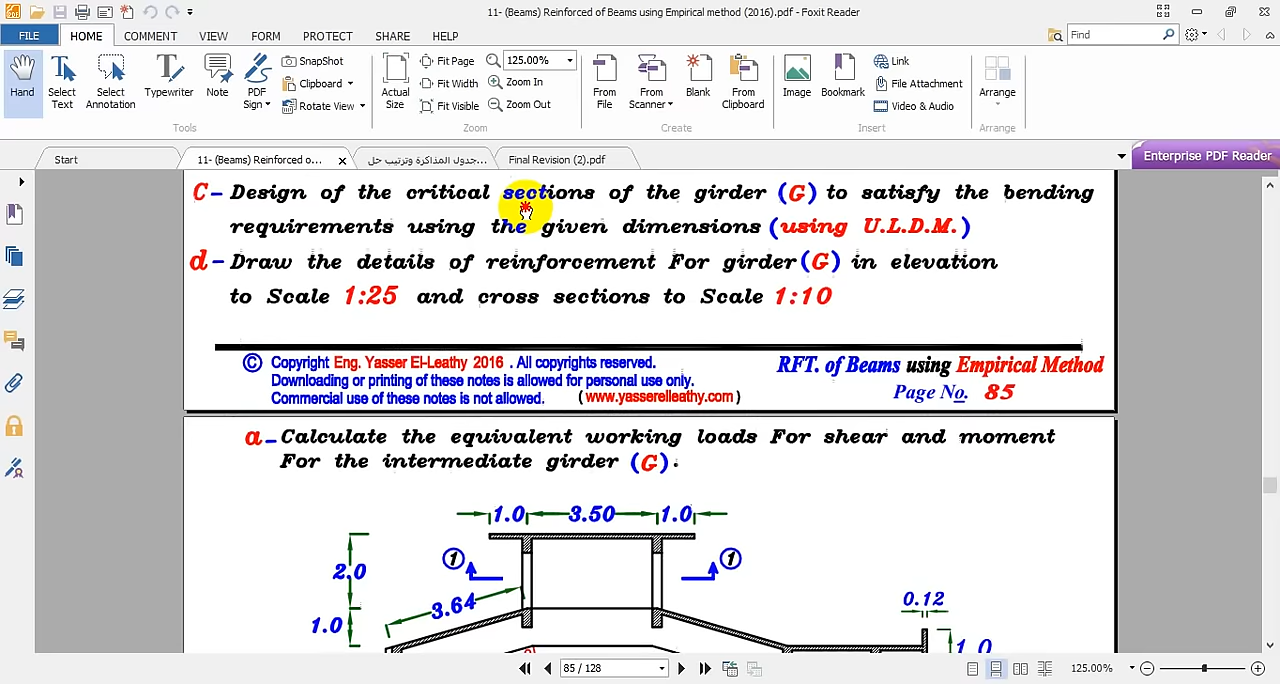 11- (Beams) Reinforced of Beams using Empirical method (2016).pdf - Foxit Reader
FILE HOME COMMENT VIEW FORM PROTECT SHARE HELP Find
Hand Select Text Select Annotation Typewriter Note PDF Sign SnapShot Clipboard Rotate View
Tools
Actual Size Fit Page Fit Width Fit Visible 125.00% Zoom In Zoom Out
Zoom
From File From Scanner Blank From Clipboard
Create
Image Bookmark Link File Attachment Video & Audio
Insert
Arrange
Arrange
Start 11- (Beams) Reinforced o... جدول المذاكرة وترتيب حل... Final Revision (2).pdf Enterprise PDF Reader
C- Design of the critical sections of the girder (G) to satisfy the bending
requirements using the given dimensions (using U.L.D.M.)
d- Draw the details of reinforcement For girder (G) in elevation
to Scale 1:25 and cross sections to Scale 1:10
© Copyright Eng. Yasser El-Leathy 2016 . All copyrights reserved.
Downloading or printing of these notes is allowed for personal use only.
Commercial use of these notes is not allowed. ( www.yasserelleathy.com )
RFT. of Beams using Empirical Method
Page No. 85
a- Calculate the equivalent working loads For shear and moment
For the intermediate girder (G).
1.0 3.50 1.0
1 1
2.0
3.64
0.12
1.0
1.0
85 / 128 125.00%